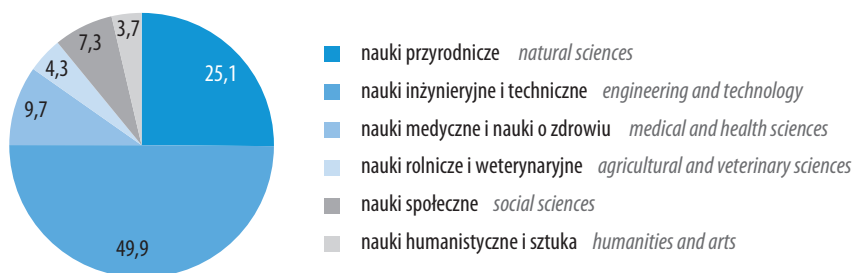 3,7
7,3
4,3
9,7
25,1
49,9
nauki przyrodnicze natural sciences
nauki inżynieryjne i techniczne engineering and technology
nauki medyczne i nauki o zdrowiu medical and health sciences
nauki rolnicze i weterynaryjne agricultural and veterinary sciences
nauki społeczne social sciences
nauki humanistyczne i sztuka humanities and arts